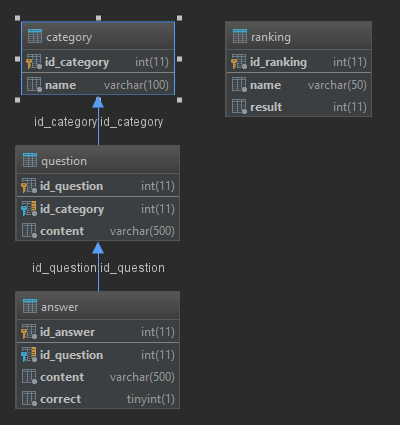 category
id_category int(11)
name varchar(100)
ranking
id_ranking int(11)
name varchar(50)
result int(11)
id_category:id_category
question
id_question int(11)
id_category int(11)
content varchar(500)
id_question:id_question
answer
id_answer int(11)
id_question int(11)
content varchar(500)
correct tinyint(1)